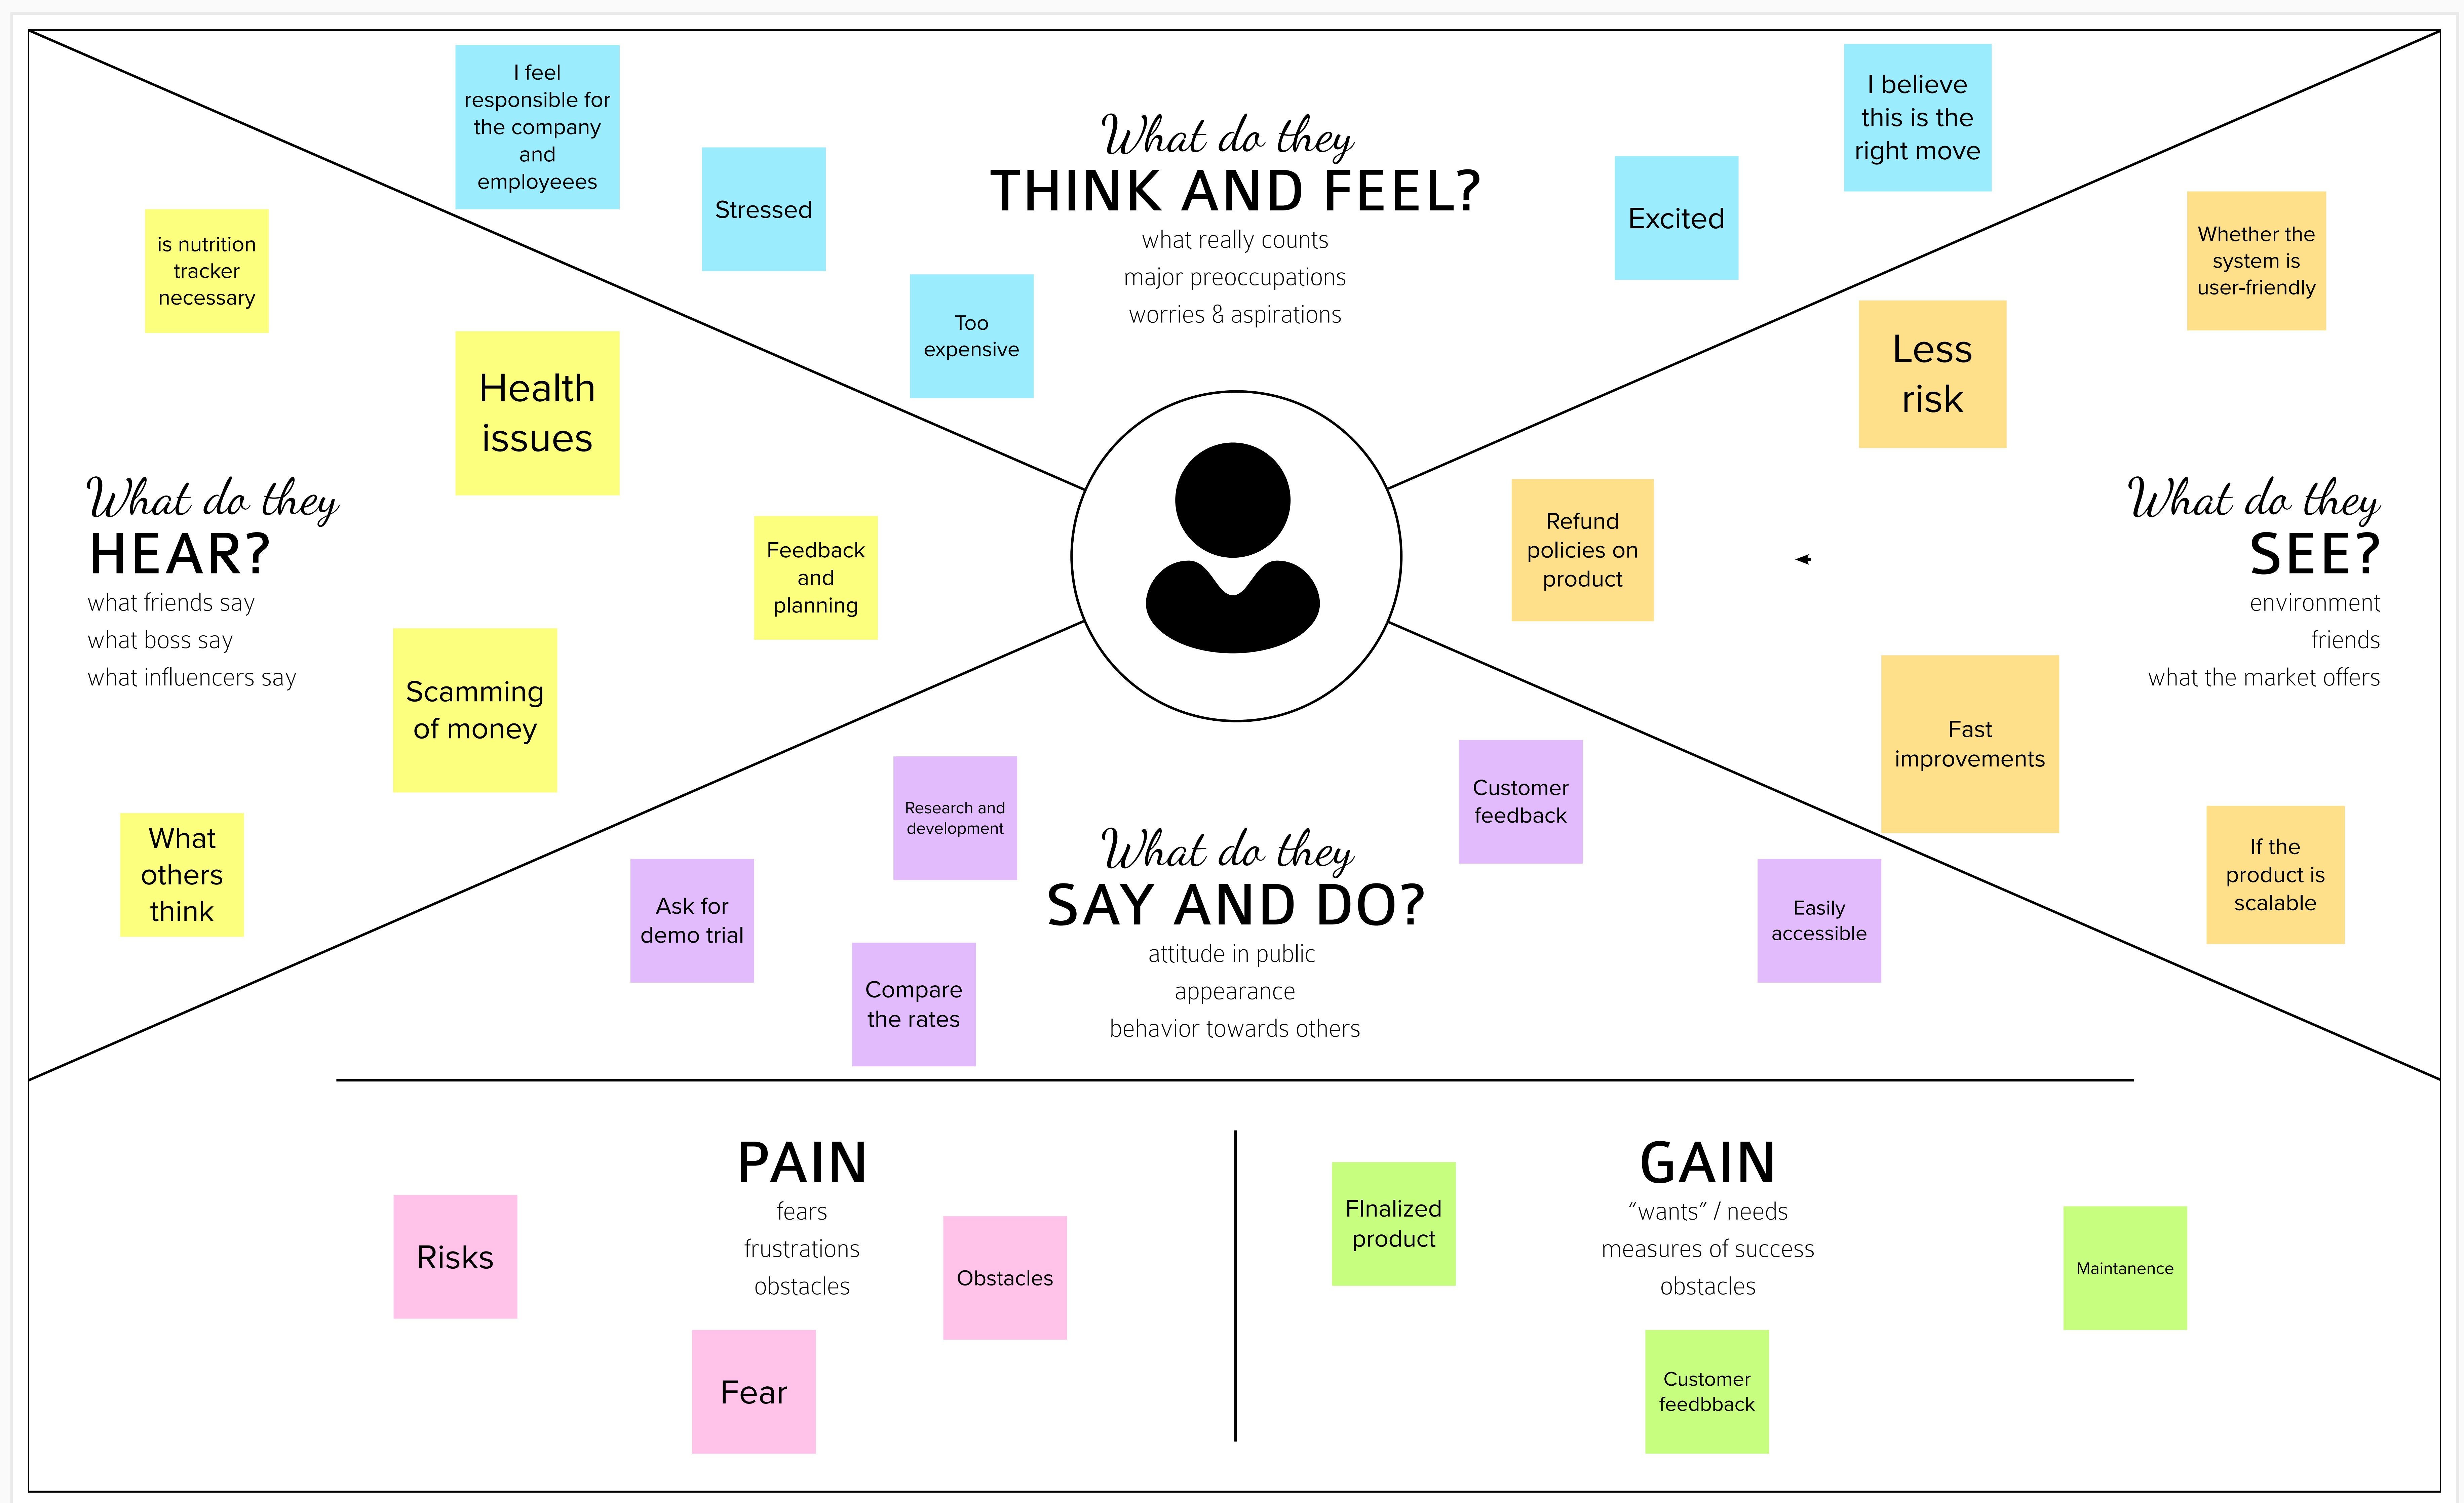 I feel
responsible for
the company
and
employeees
Stressed
Too
expensive
What do they
THINK AND FEEL?
what really counts
major preoccupations
worries & aspirations
Excited
I believe
this is the
right move
is nutrition
tracker
necessary
Health
issues
What do they
HEAR?
what friends say
what boss say
what influencers say
Feedback
and
planning
Scamming
of money
What
others
think
Whether the
system is
user-friendly
Less
risk
Refund
policies on
product
What do they
SEE?
environment
friends
what the market offers
Fast
improvements
If the
product is
scalable
Research and
development
Ask for
demo trial
Compare
the rates
What do they
SAY AND DO?
attitude in public
appearance
behavior towards others
Customer
feedback
Easily
accessible
PAIN
fears
frustrations
obstacles
Risks
Obstacles
Fear
GAIN
“wants” / needs
measures of success
obstacles
FInalized
product
Maintanence
Customer
feedbback